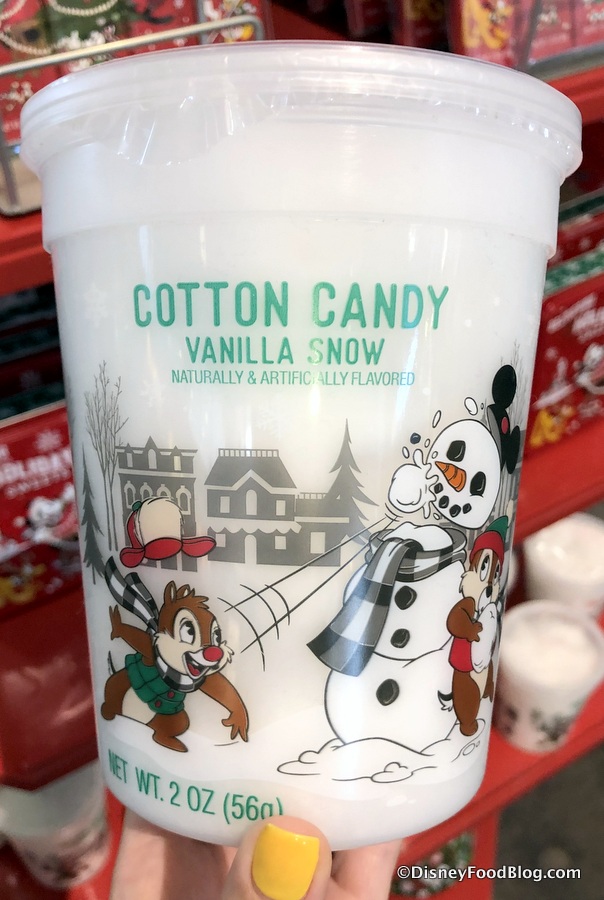 COTTON CANDY
VANILLA SNOW
NATURALLY & ARTIFICIALLY FLAVORED
NET WT. 2 OZ (56g)
©DisneyFoodBlog.com